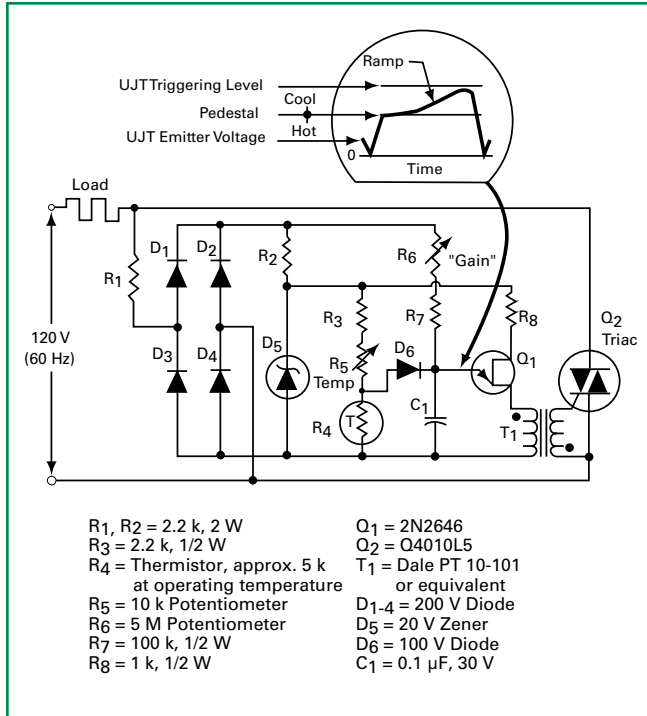 UJT Triggering Level
Ramp
Pedestal
Cool
Hot
UJT Emitter Voltage
0
Time
Load
R1
D1
D2
R2
R6
"Gain"
120 V
(60 Hz)
D3
D4
D5
R3
R5
Temp
D6
R7
R8
Q1
Q2
Triac
R4
T
C1
T1
R1, R2 = 2.2 k, 2 W
R3 = 2.2 k, 1/2 W
R4 = Thermistor, approx. 5 k
at operating temperature
R5 = 10 k Potentiometer
R6 = 5 M Potentiometer
R7 = 100 k, 1/2 W
R8 = 1 k, 1/2 W
Q1 = 2N2646
Q2 = Q4010L5
T1 = Dale PT 10-101
or equivalent
D1-4 = 200 V Diode
D5 = 20 V Zener
D6 = 100 V Diode
C1 = 0.1 µF, 30 V